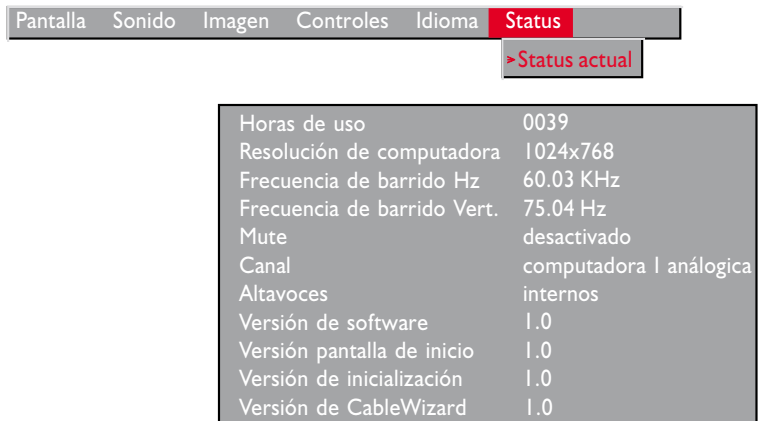 Pantalla Sonido Imagen Controles Idioma Status
>Status actual
Horas de uso 0039
Resolución de computadora 1024x768
Frecuencia de barrido Hz 60.03 KHz
Frecuencia de barrido Vert. 75.04 Hz
Mute desactivado
Canal computadora 1 análogica
Altavoces internos
Versión de software 1.0
Versión pantalla de inicio 1.0
Versión de inicialización 1.0
Versión de CableWizard 1.0